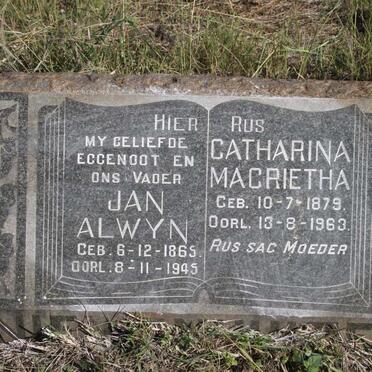 HIER RUS
MY GELIEFDE
EGGENOOT EN
ONS VADER
JAN
ALWYN
GEB. 6-12-1865
OORL. 8-11-1945
CATHARINA
MAGRIETHA
GEB. 10-7-1879.
OORL. 13-8-1963.
RUS SAG MOEDER